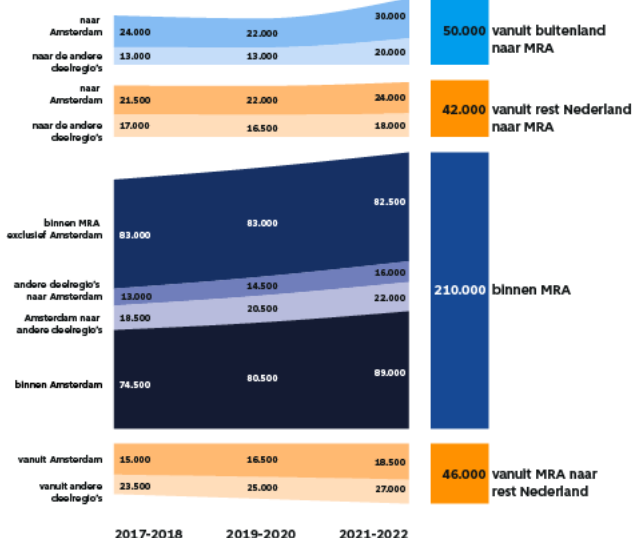 naar
Amsterdam
24.000 22.000 30.000
naar de andere
deelregio's
13.000 13.000 20.000
50.000 vanuit buitenland
naar MRA
naar
Amsterdam
21.500 22.000 24.000
naar de andere
deelregio's
17.000 16.500 18.000
42.000 vanuit rest Nederland
naar MRA
binnen MRA
exclusief Amsterdam
83.000 83.000 82.500
andere deelregio's
naar Amsterdam
13.000 14.500 16.000
Amsterdam naar
andere deelregio's
18.500 20.500 22.000
binnen Amsterdam
74.500 80.500 89.000
210.000 binnen MRA
vanuit Amsterdam
15.000 16.500 18.500
vanuit andere
deelregio's
23.500 25.000 27.000
46.000 vanuit MRA naar
rest Nederland
2017-2018 2019-2020 2021-2022